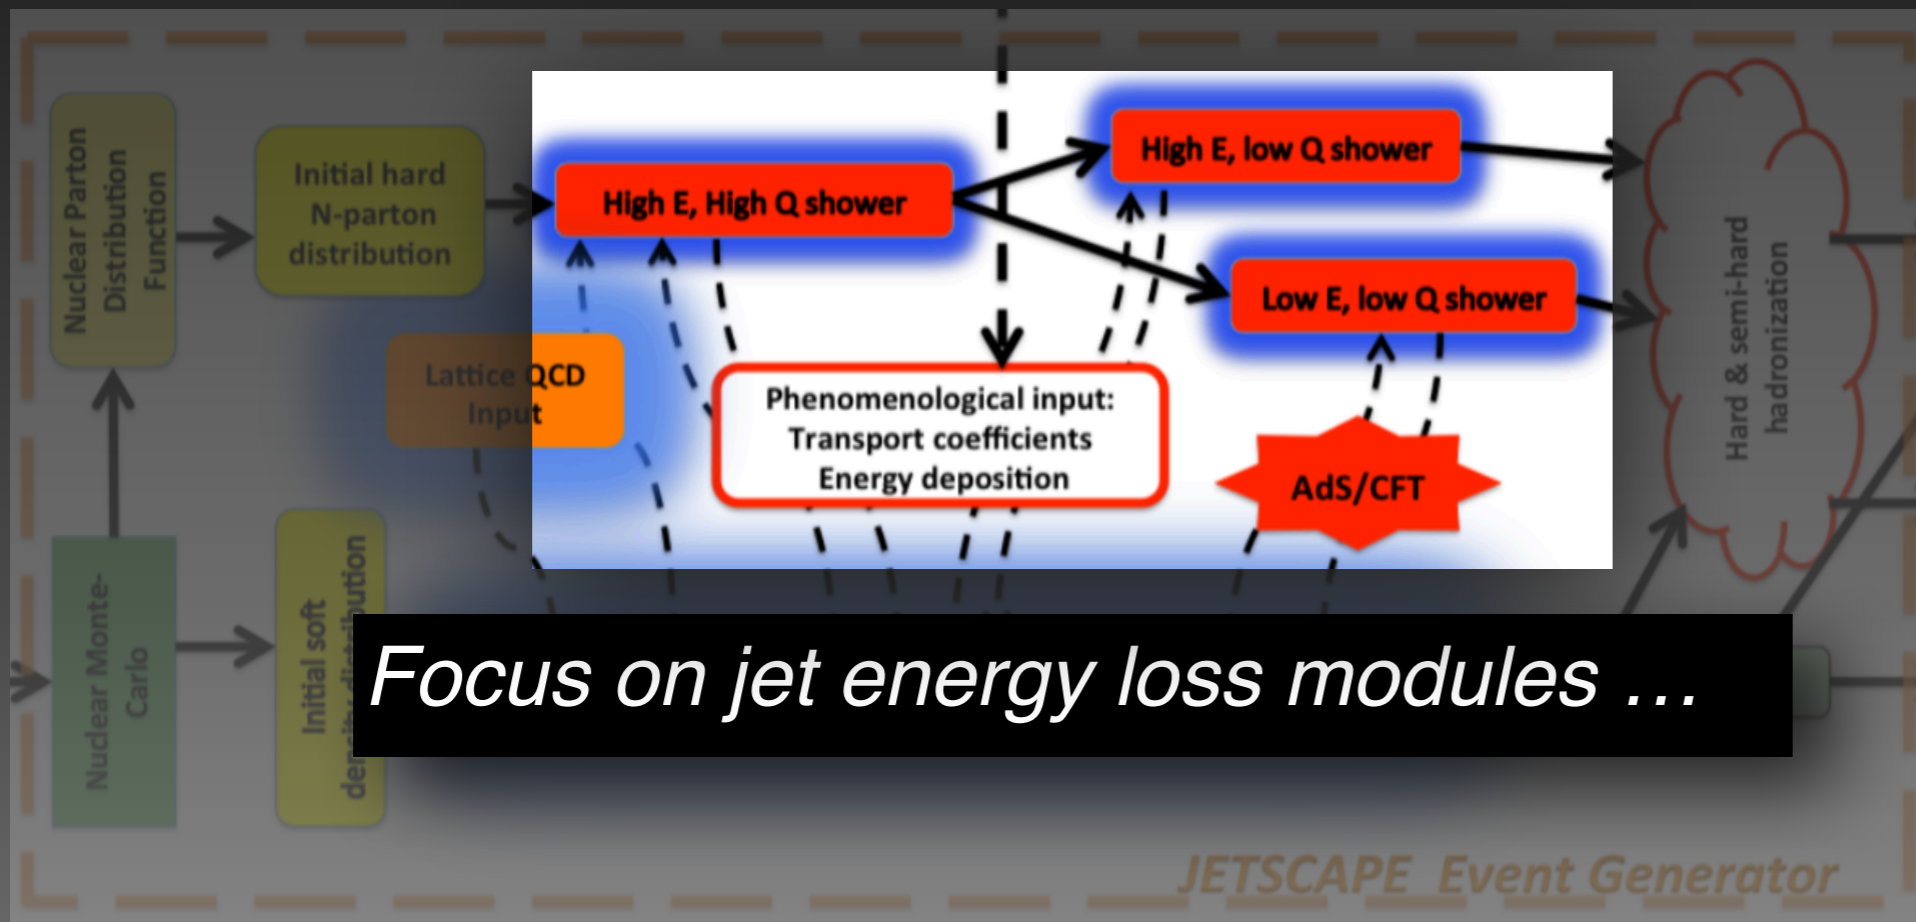 Nuclear Parton
Distribution
Function
Initial hard
N-parton
distribution
High E, High Q shower
High E, low Q shower
Low E, low Q shower
Lattice QCD
Input
Phenomenological input:
Transport coefficients
Energy deposition
AdS/CFT
Hard & semi-hard
hadronization
Nuclear Monte-
Carlo
Initial soft
density distribution
Focus on jet energy loss modules …
JETSCAPE Event Generator